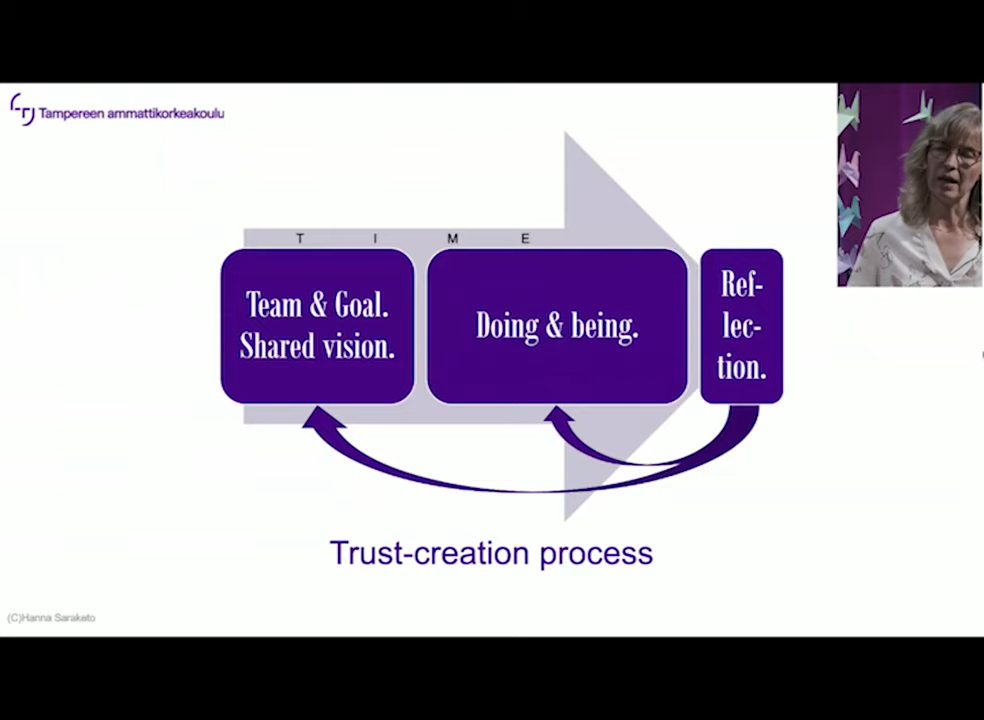 Tampereen ammattikorkeakoulu
T I M E
Team & Goal.
Shared vision.
Doing & being.
Ref-
lec-
tion.
Trust-creation process
(C)Hanna Saraketo